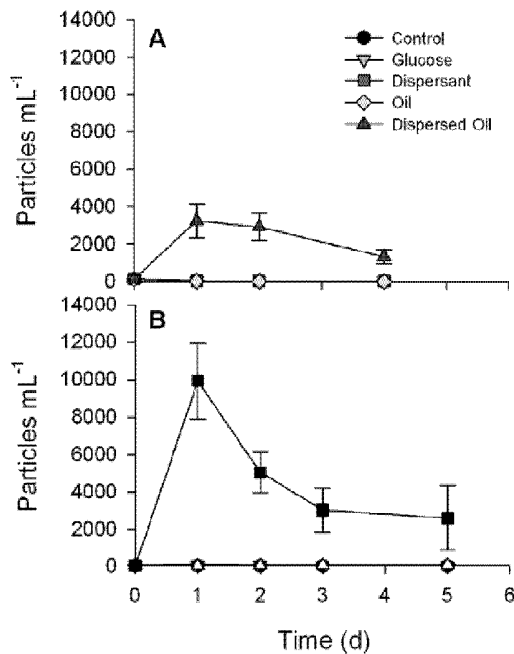 14000
12000
10000
8000
6000
4000
2000
0
Particles mL⁻¹
A
Control
Glucose
Dispersant
Oil
Dispersed Oil
14000
12000
10000
8000
6000
4000
2000
0
Particles mL⁻¹
B
0 1 2 3 4 5 6
Time (d)